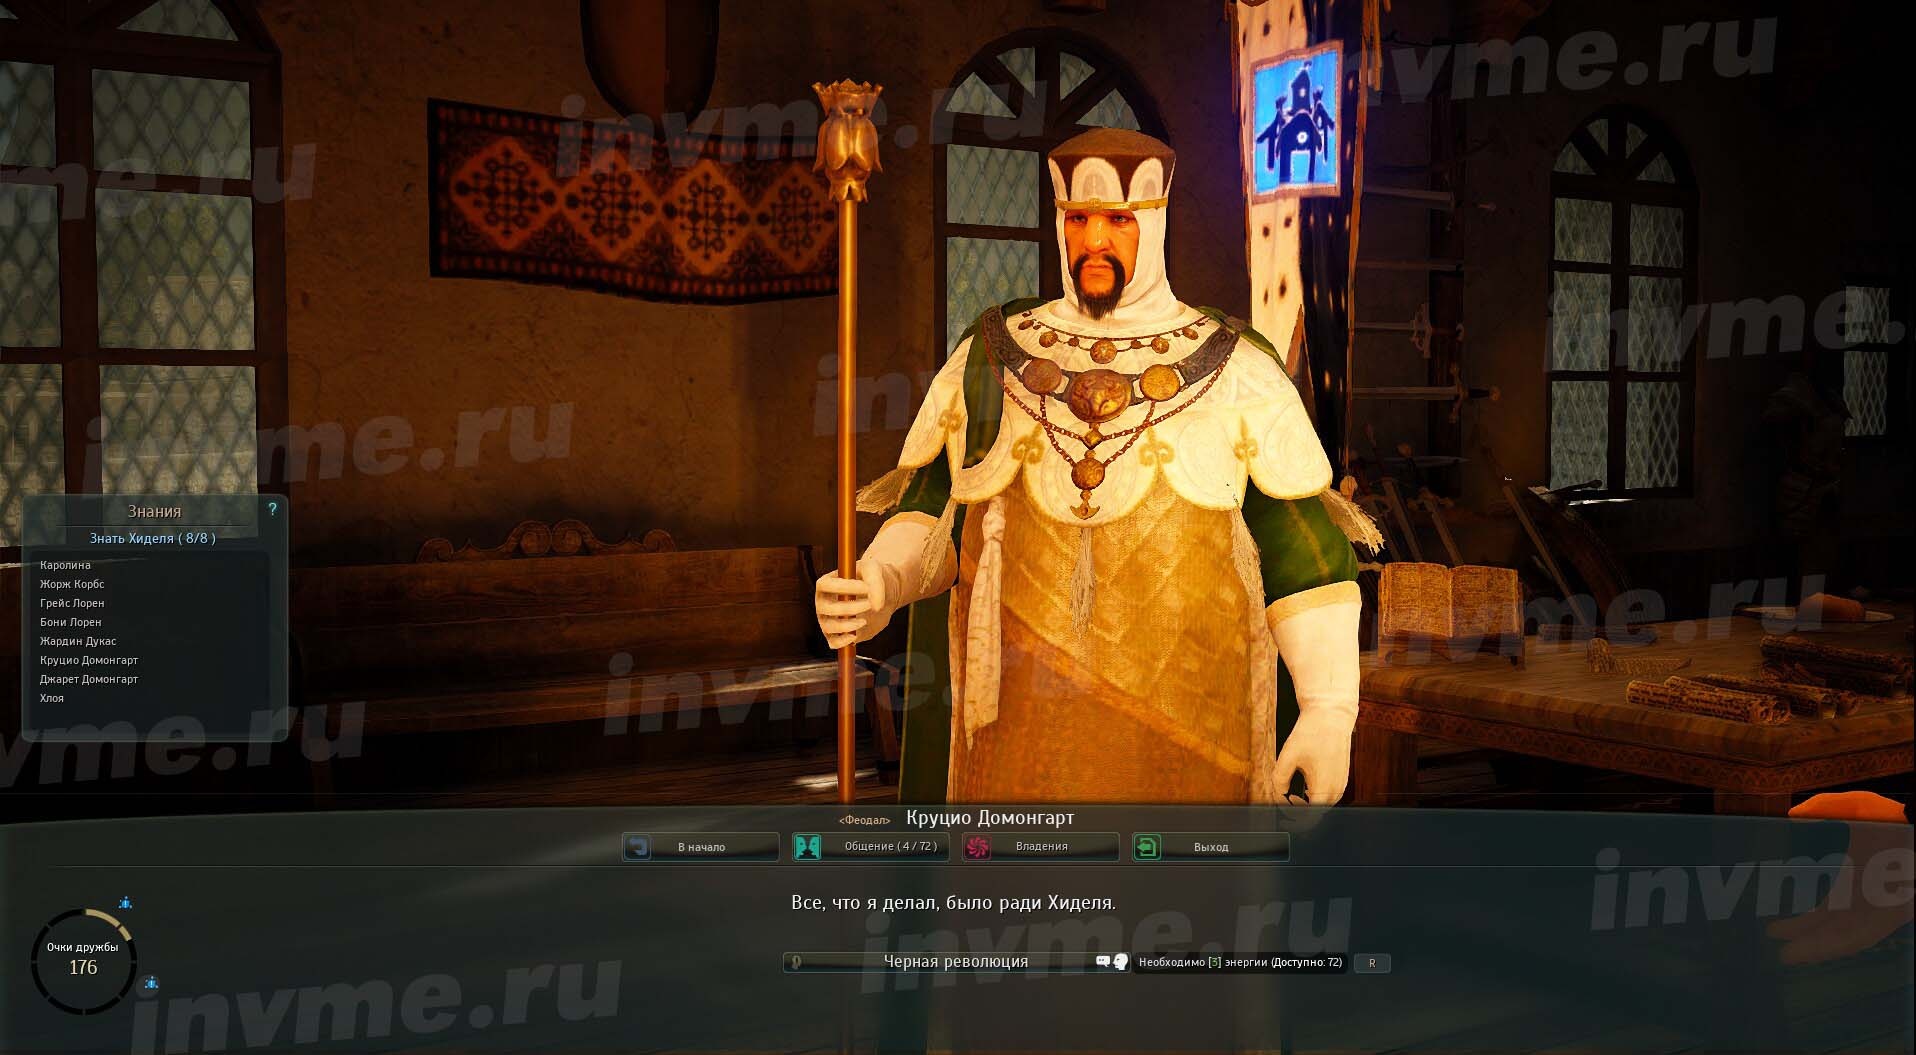 invme.ru
Знания
?
Знать Хиделя ( 8/8 )
Каролина
Жорж Корбс
Грейс Лорен
Бони Лорен
Жардин Дукас
Круцио Домонгарт
Джарет Домонгарт
Хлоя
<Феодал> Круцио Домонгарт
В начало
Общение ( 4 / 72 )
Владения
Выход
Все, что я делал, было ради Хиделя.
Очки дружбы
176
Черная революция
Необходимо [3] энергии (Доступно: 72)
R